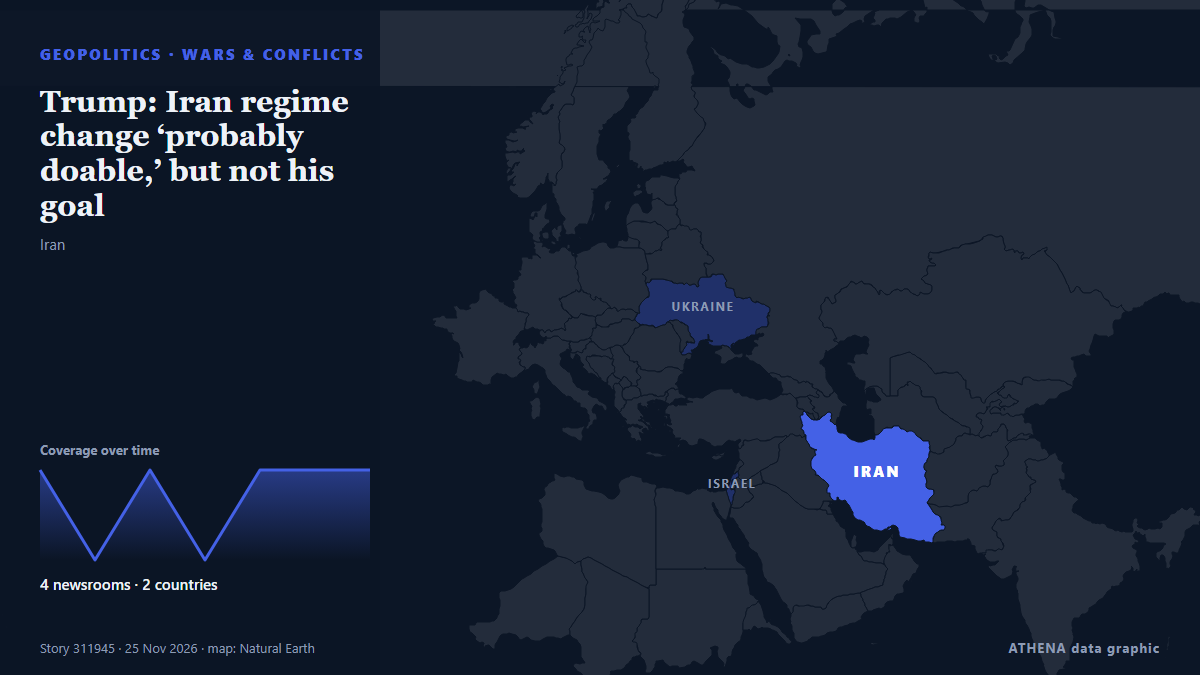 GEOPOLITICS · WARS & CONFLICTS
Trump: Iran regime
change ‘probably
doable,’ but not his
goal
Iran
UKRAINE
IRAN
ISRAEL
Coverage over time
4 newsrooms · 2 countries
Story 311945 · 25 Nov 2026 · map: Natural Earth
ATHENA data graphic